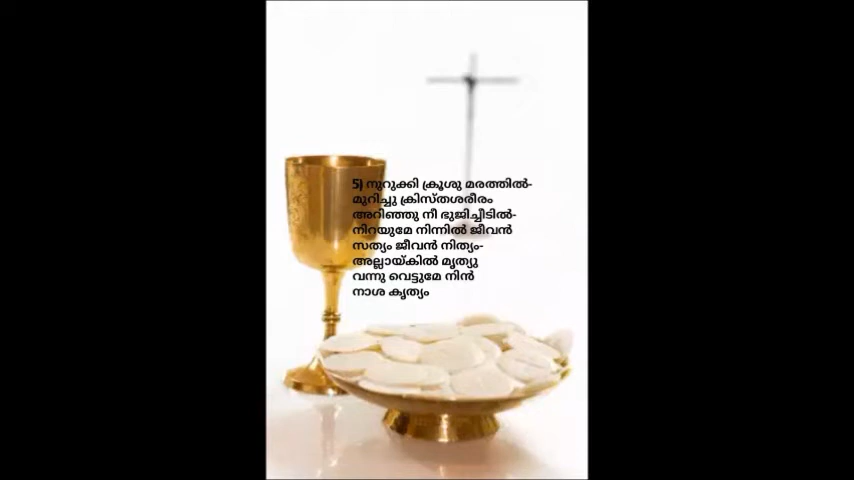 5) നുറുക്കി ക്രൂശു മരത്തിൽ-
മുറിച്ചു ക്രിസ്തശരീരം
അറിഞ്ഞു നീ ഭുജിച്ചീടിൽ-
നിറയുമേ നിന്നിൽ ജീവൻ
സത്യം ജീവൻ നിത്യം-
അല്ലായ്കിൽ മൃത്യു
വന്നു വെട്ടുമേ നിൻ
നാശ കൃത്യം